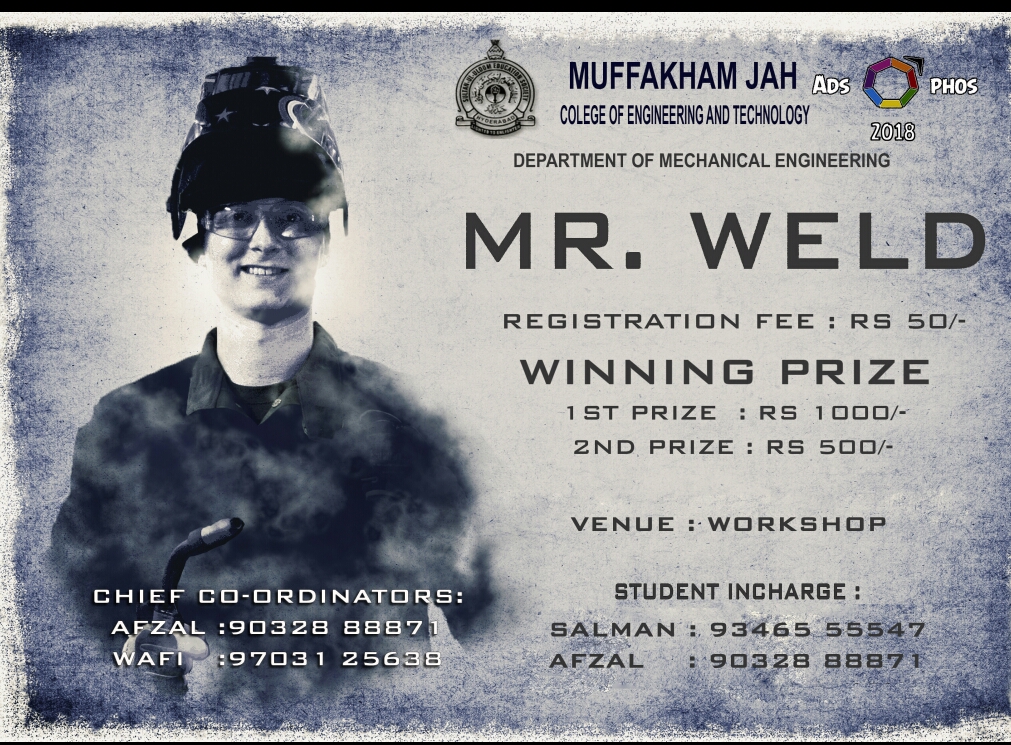 MUFFAKHAM JAH
COLEGE OF ENGINEERING AND TECHNOLOGY
ADS PHOS
2018
DEPARTMENT OF MECHANICAL ENGINEERING
MR. WELD
REGISTRATION FEE : RS 50/-
WINNING PRIZE
1ST PRIZE : RS 1000/-
2ND PRIZE : RS 500/-
VENUE : WORKSHOP
CHIEF CO-ORDINATORS:
AFZAL :90328 88871
WAFI :97031 25638
STUDENT INCHARGE :
SALMAN : 93465 55547
AFZAL : 90328 88871